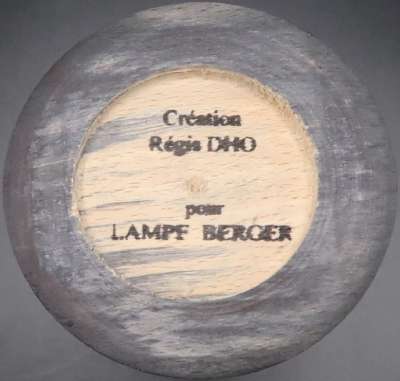 Création
Régis DHO
pour
LAMPE BERGER